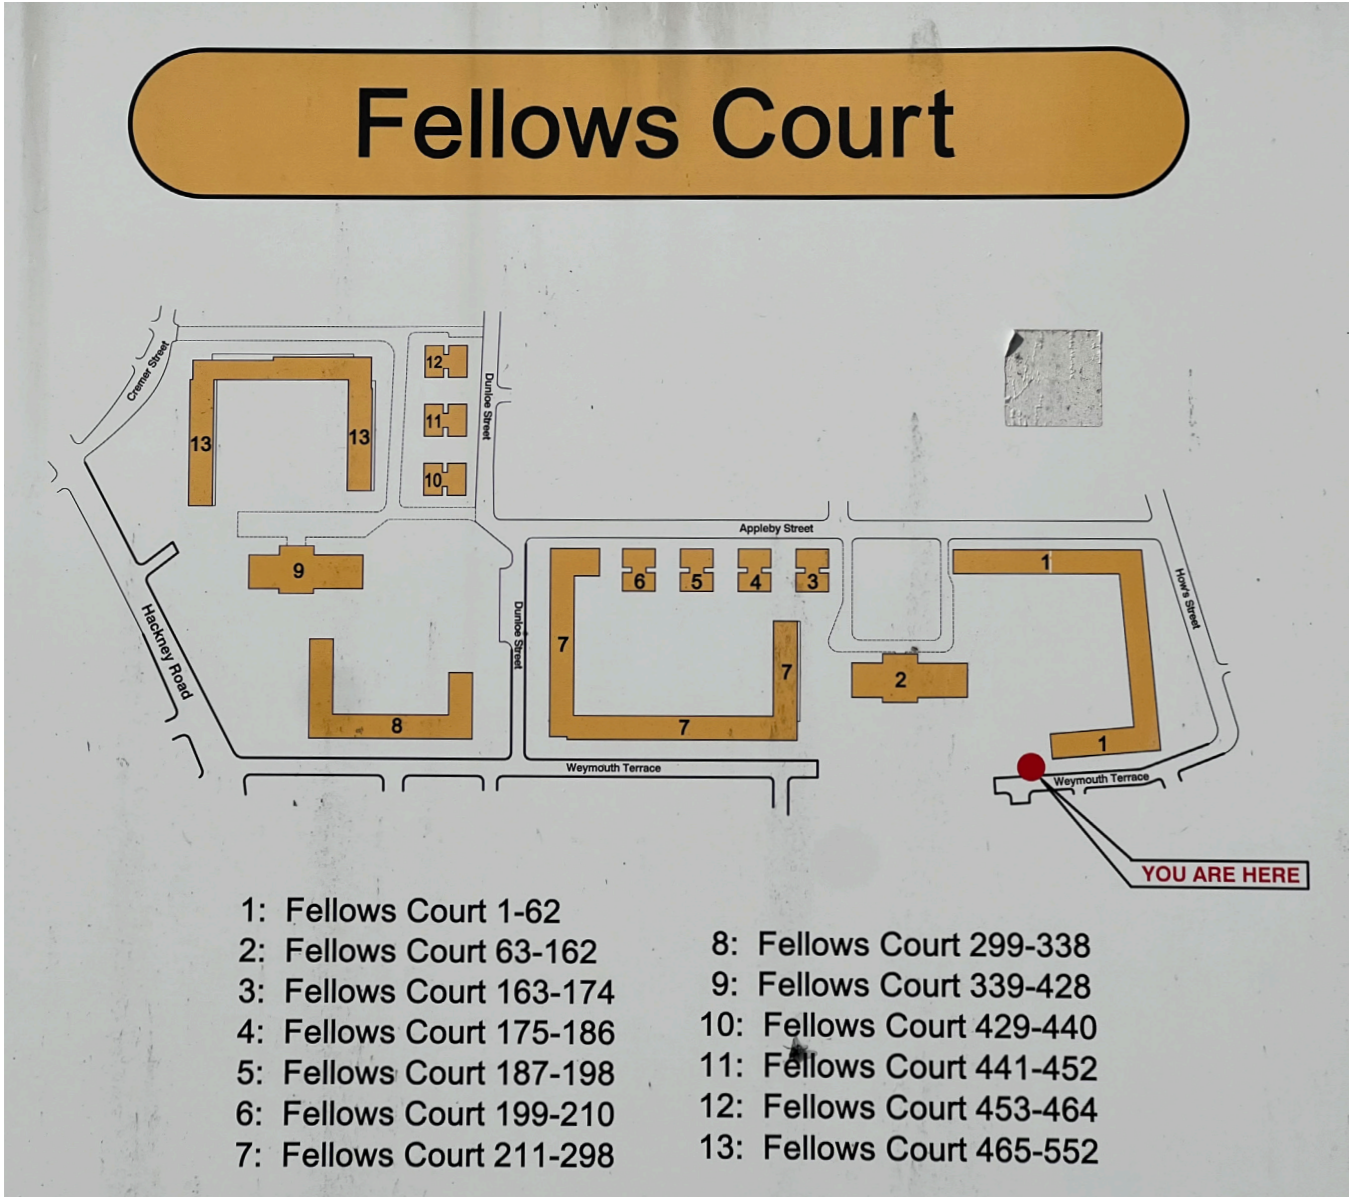 Fellows Court
Cremer Street
12
Dunloe Street
11
13
13
10
Appleby Street
9
6
5
4
3
1
How's Street
Hackney Road
Dunloe Street
7
7
2
8
7
1
Weymouth Terrace
Weymouth Terrace
YOU ARE HERE
1: Fellows Court 1-62
2: Fellows Court 63-162
3: Fellows Court 163-174
4: Fellows Court 175-186
5: Fellows Court 187-198
6: Fellows Court 199-210
7: Fellows Court 211-298
8: Fellows Court 299-338
9: Fellows Court 339-428
10: Fellows Court 429-440
11: Fellows Court 441-452
12: Fellows Court 453-464
13: Fellows Court 465-552